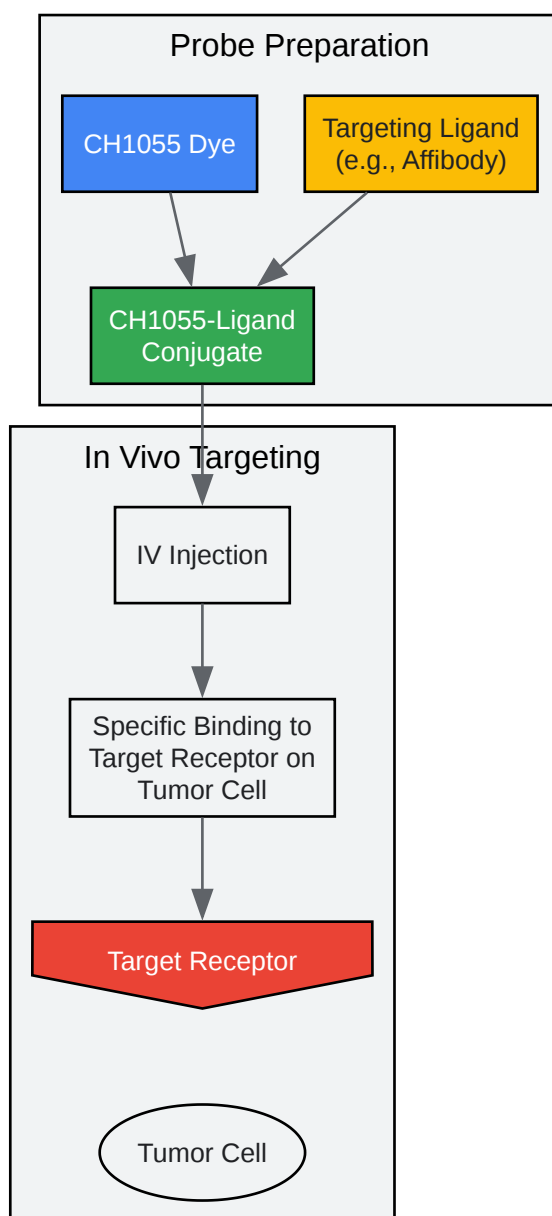 Probe Preparation
CH1055 Dye
Targeting Ligand
(e.g., Affibody)
CH1055-Ligand
Conjugate
In Vivo Targeting
IV Injection
Specific Binding to
Target Receptor on
Tumor Cell
Target Receptor
Tumor Cell